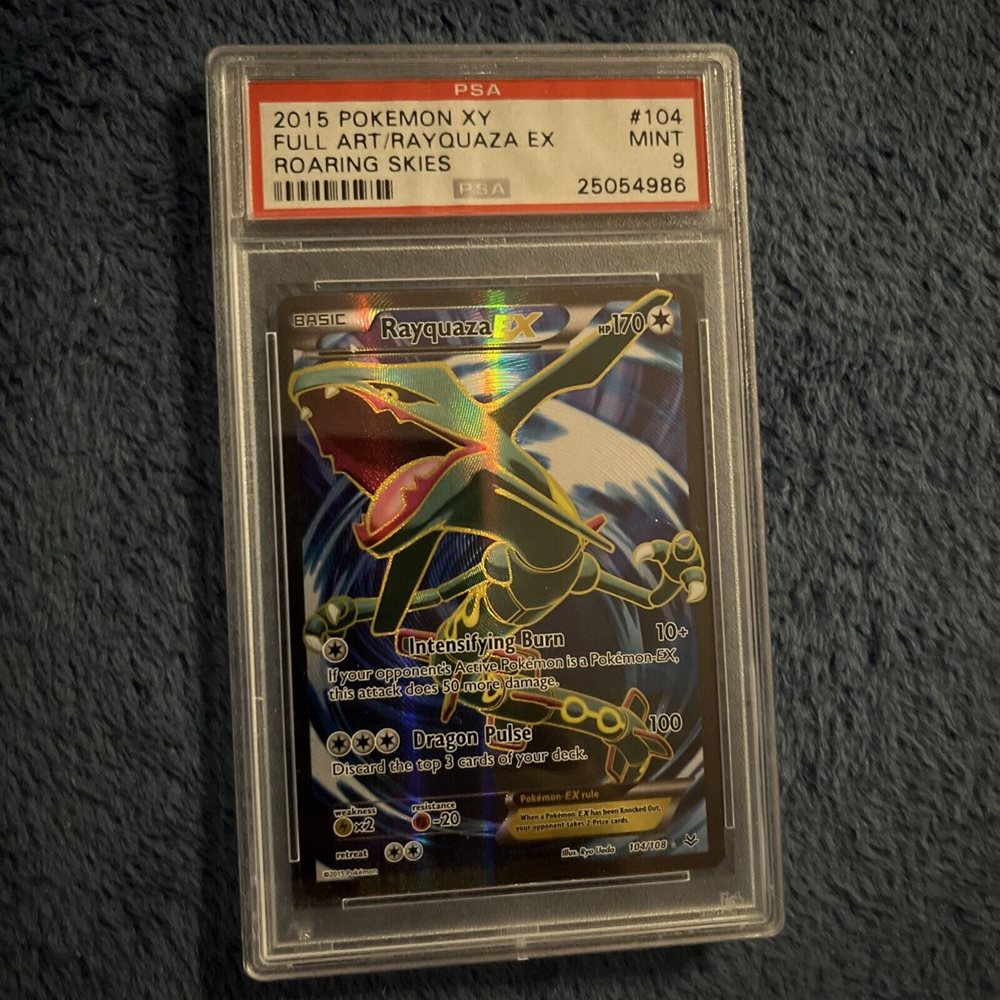 PSA
2015 POKEMON XY #104
FULL ART/RAYQUAZA EX MINT
ROARING SKIES 9
PSA 25054986
BASIC Rayquaza EX HP170
Intensifying Burn 10+
If your opponent's Active Pokémon is a Pokémon-EX,
this attack does 50 more damage.
Dragon Pulse 100
Discard the top 3 cards of your deck.
Pokémon-EX rule
When a Pokémon-EX has been Knocked Out,
your opponent takes 2 Prize cards.
weakness resistance
x2 -20
retreat
Illus. Ryo Ueda 104/108
©2015 Pokémon